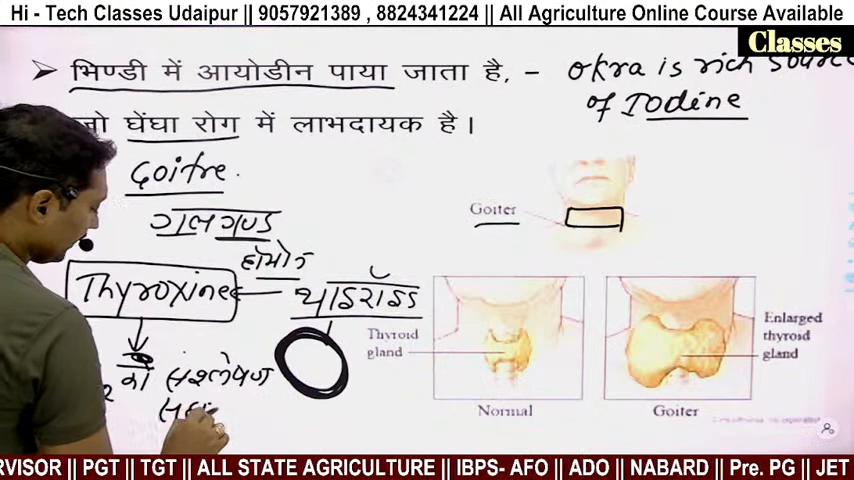 Hi - Tech Classes Udaipur || 9057921389 , 8824341224 || All Agriculture Online Course Available
Classes
➤ भिण्डी में आयोडीन पाया जाता है, - Okra is rich source
of Iodine
जो घेंघा रोग में लाभदायक है।
Goitre.
गलगण्ड
Goiter
Thyroxine
थाइरॉइड
Thyroid
gland
Enlarged
thyroid
gland
का संश्लेषण
Normal
Goiter
RVISOR || PGT || TGT || ALL STATE AGRICULTURE || IBPS- AFO || ADO || NABARD || Pre. PG || JET